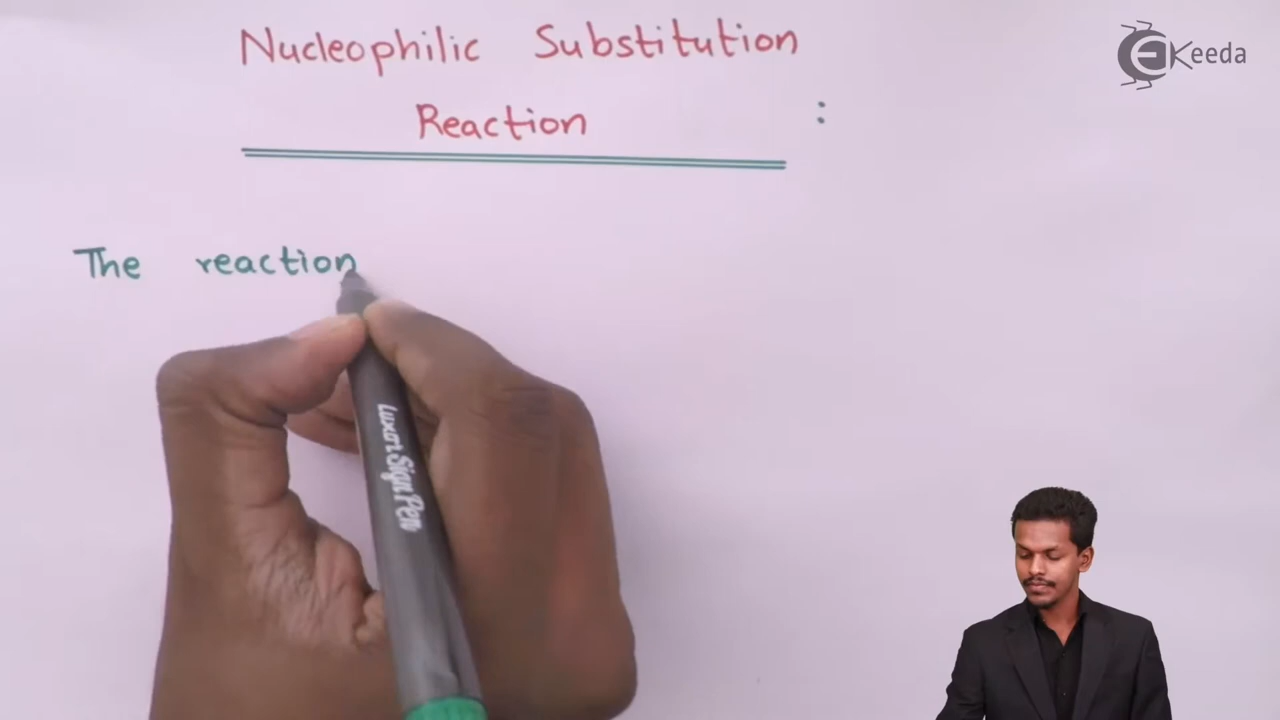 Nucleophilic Substitution
Reaction :
The reaction
Luxor Sign Pen
EKeeda